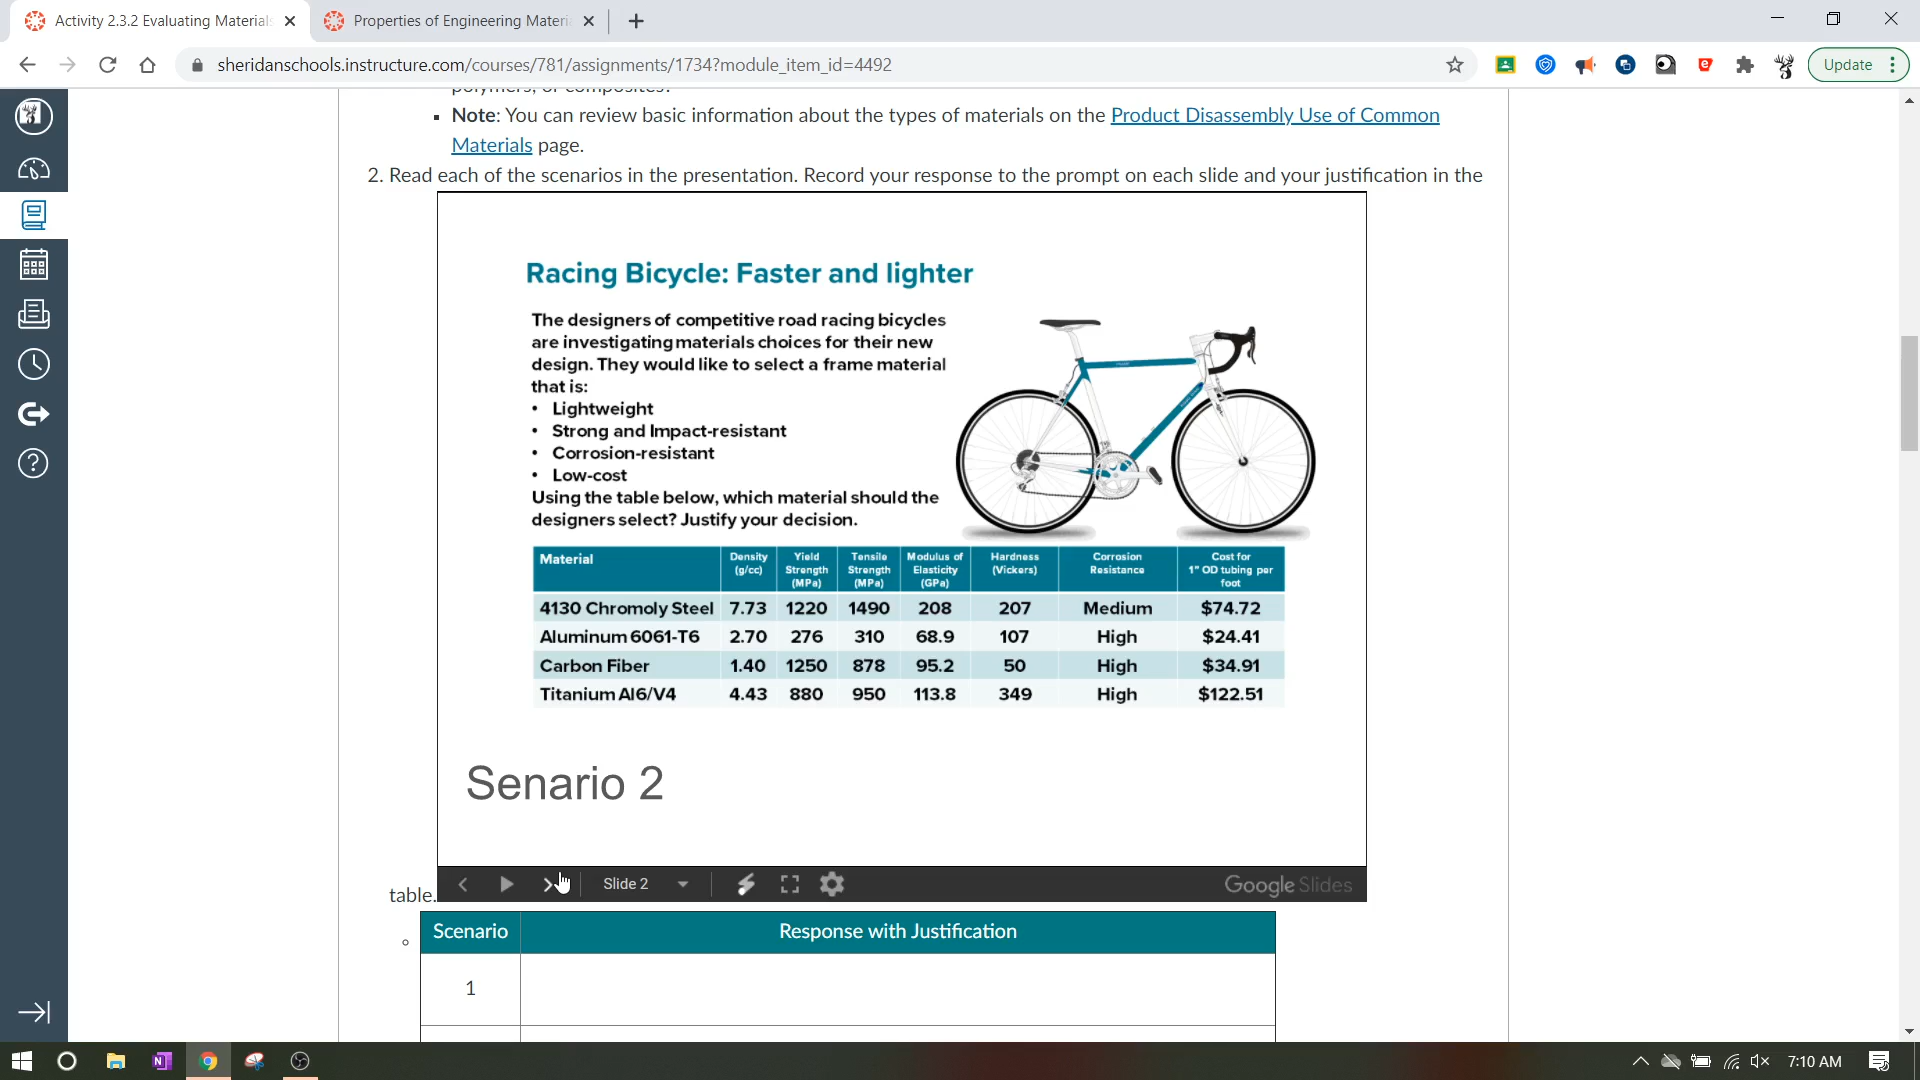 Activity 2.3.2 Evaluating Materials
Properties of Engineering Materi
sheridanschools.instructure.com/courses/781/assignments/1734?module_item_id=4492
Update
polymers, or composites?
Note: You can review basic information about the types of materials on the Product Disassembly Use of Common
Materials page.
2. Read each of the scenarios in the presentation. Record your response to the prompt on each slide and your justification in the
Racing Bicycle: Faster and lighter
The designers of competitive road racing bicycles
are investigating materials choices for their new
design. They would like to select a frame material
that is:
• Lightweight
• Strong and Impact-resistant
• Corrosion-resistant
• Low-cost
Using the table below, which material should the
designers select? Justify your decision.
Material Density (g/cc) Yield Strength (MPa) Tensile Strength (MPa) Modulus of Elasticity (GPa) Hardness (Vickers) Corrosion Resistance Cost for 1" OD tubing per foot
4130 Chromoly Steel 7.73 1220 1490 208 207 Medium $74.72
Aluminum 6061-T6 2.70 276 310 68.9 107 High $24.41
Carbon Fiber 1.40 1250 878 95.2 50 High $34.91
Titanium Al6/V4 4.43 880 950 113.8 349 High $122.51
Senario 2
Slide 2
Google Slides
table.
Scenario Response with Justification
1
7:10 AM